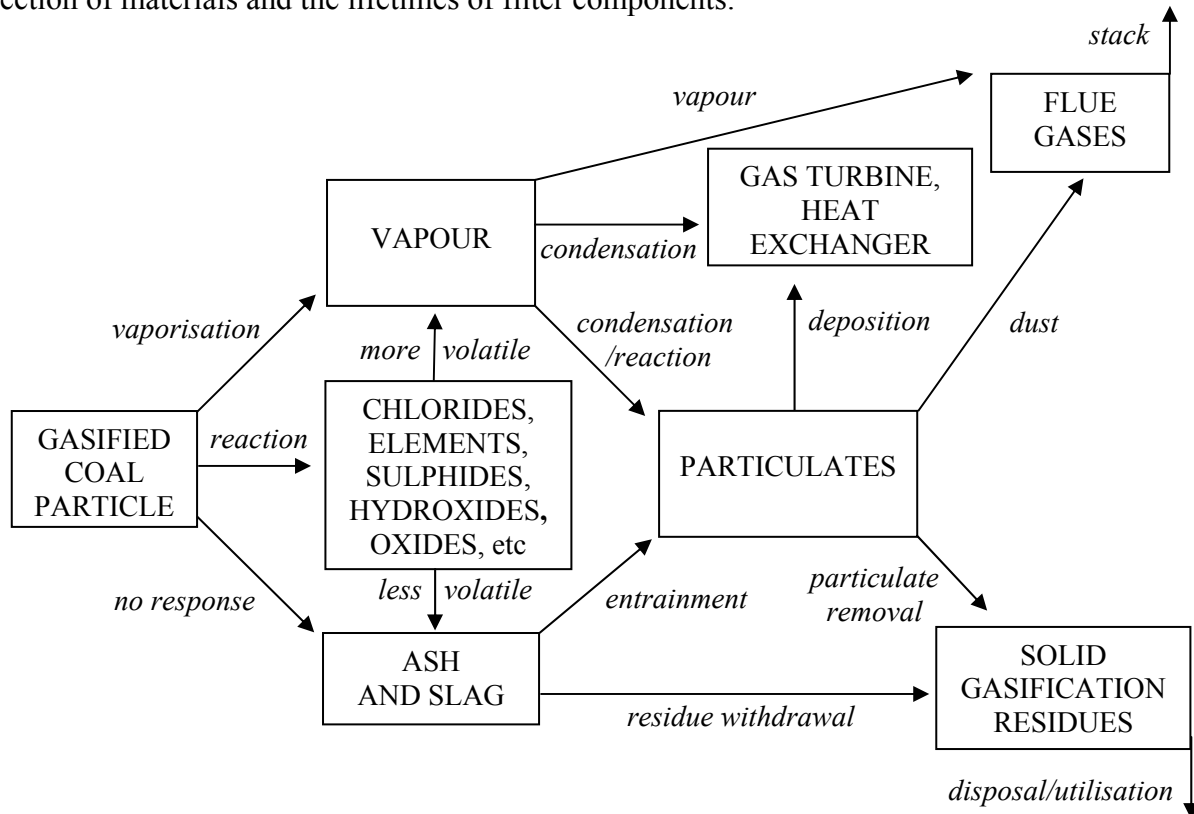 ection of materials and the lifetimes of filter components.
stack
vapour
FLUE
GASES
GAS TURBINE,
HEAT
EXCHANGER
VAPOUR
condensation
vaporisation
condensation
/reaction
deposition
dust
more volatile
CHLORIDES,
ELEMENTS,
SULPHIDES,
HYDROXIDES,
OXIDES, etc
GASIFIED
COAL
PARTICLE
reaction
PARTICULATES
less volatile
no response
entrainment
particulate
removal
ASH
AND SLAG
residue withdrawal
SOLID
GASIFICATION
RESIDUES
disposal/utilisation